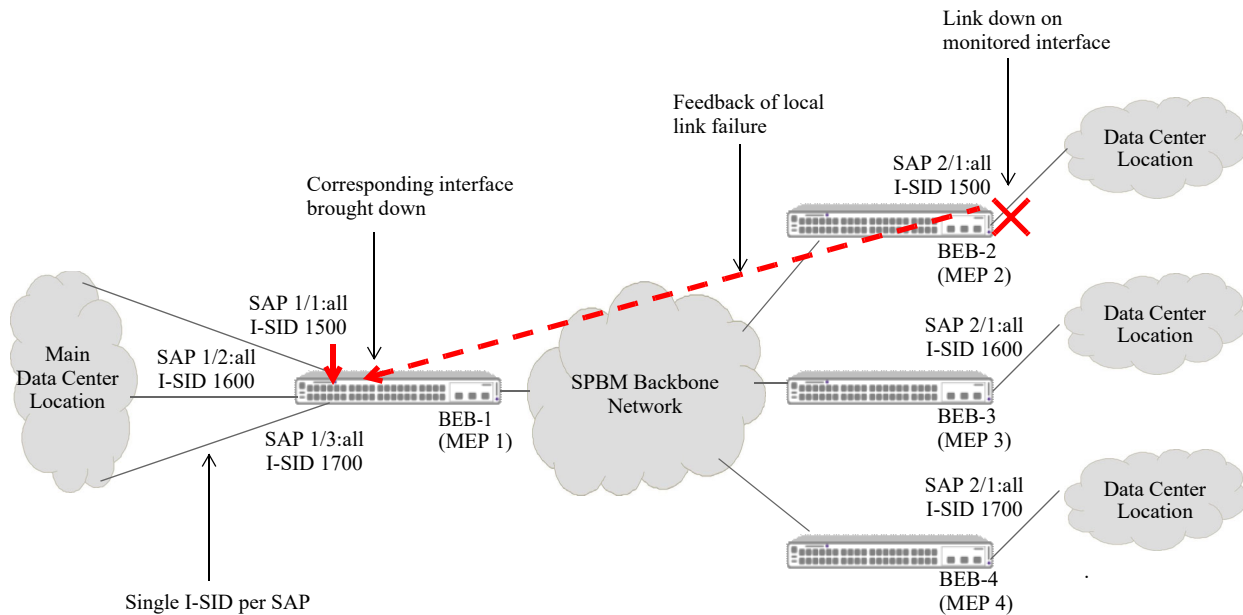 Link down on
monitored interface
Feedback of local
link failure
Data Center
Location
SAP 2/1:all
I-SID 1500
Corresponding interface
brought down
BEB-2
(MEP 2)
SAP 1/1:all
I-SID 1500
Main
Data Center
Location
SAP 1/2:all
I-SID 1600
SPBM Backbone
Network
SAP 2/1:all
I-SID 1600
Data Center
Location
BEB-1
(MEP 1)
BEB-3
(MEP 3)
SAP 1/3:all
I-SID 1700
SAP 2/1:all
I-SID 1700
Data Center
Location
BEB-4
(MEP 4)
Single I-SID per SAP